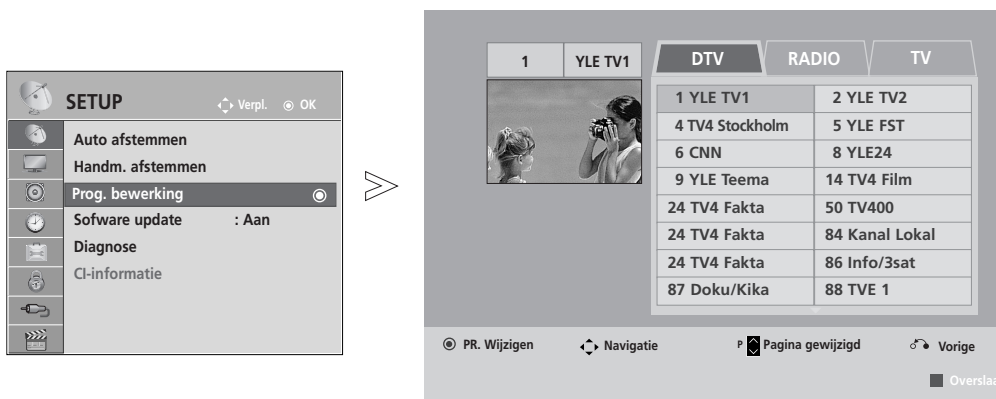 SETUP
Verpl. OK
Auto afstemmen
Handm. afstemmen
Prog. bewerking
Sofware update : Aan
Diagnose
CI-informatie
1 YLE TV1
DTV RADIO TV
1 YLE TV1 2 YLE TV2
4 TV4 Stockholm 5 YLE FST
6 CNN 8 YLE24
9 YLE Teema 14 TV4 Film
24 TV4 Fakta 50 TV400
24 TV4 Fakta 84 Kanal Lokal
24 TV4 Fakta 86 Info/3sat
87 Doku/Kika 88 TVE 1
PR. Wijzigen Navigatie P Pagina gewijzigd Vorige
Overslaa